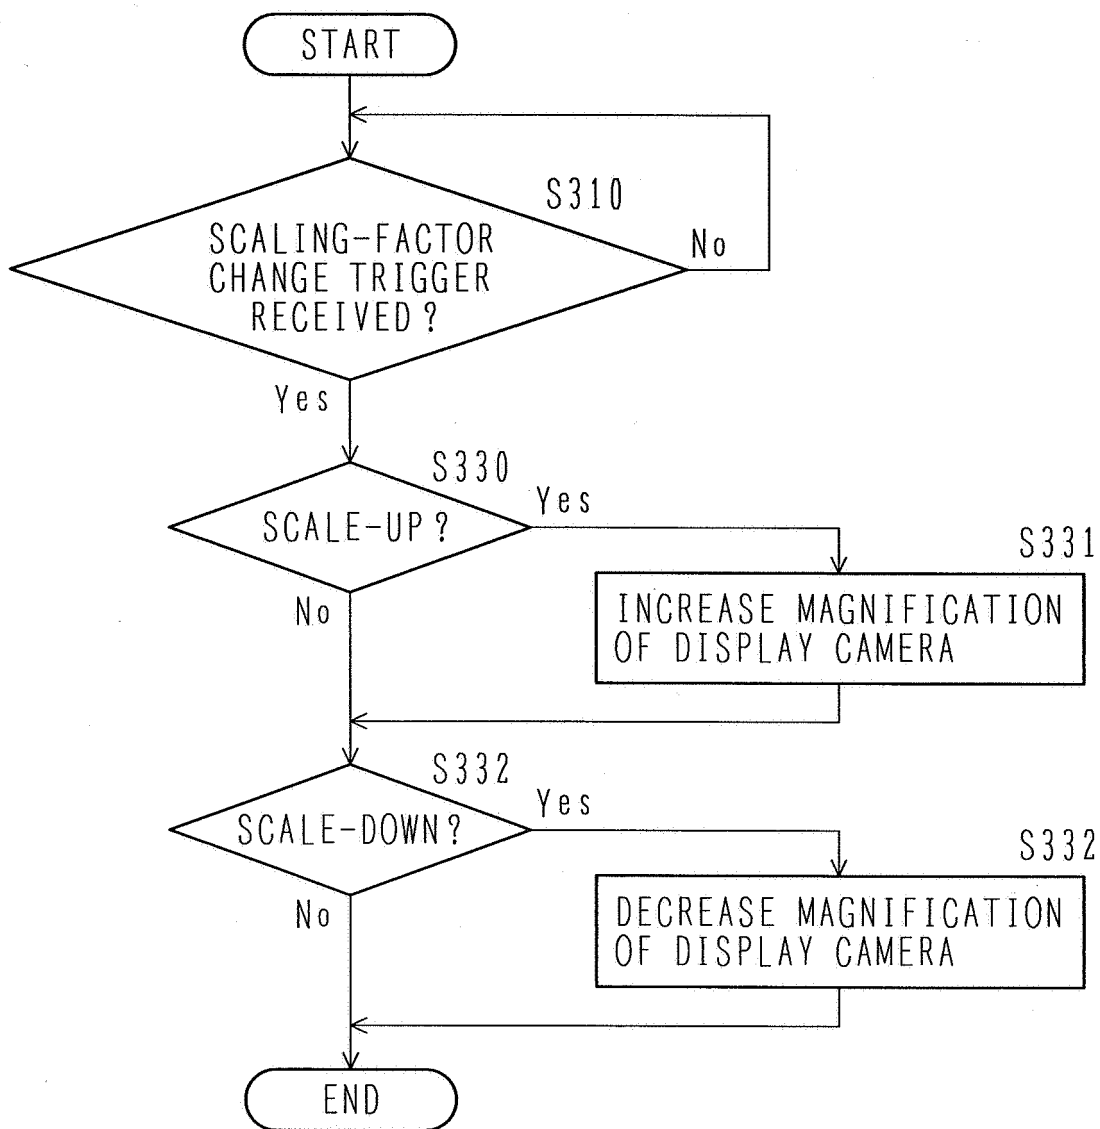 START
S310
SCALING-FACTOR
CHANGE TRIGGER
RECEIVED?
No
Yes
S330
SCALE-UP?
Yes
No
S331
INCREASE MAGNIFICATION
OF DISPLAY CAMERA
S332
SCALE-DOWN?
Yes
No
S332
DECREASE MAGNIFICATION
OF DISPLAY CAMERA
END